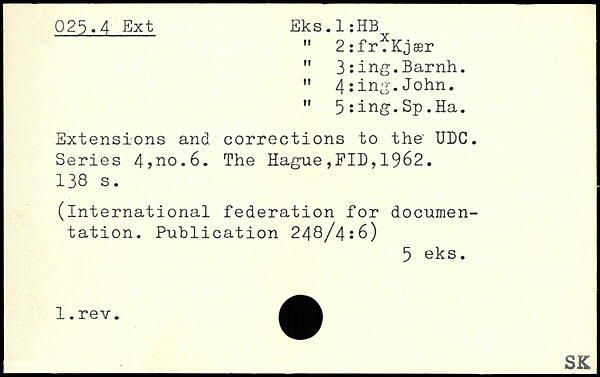 025.4 Ext Eks.1:HB
" 2:fr.xKjær
" 3:ing.Barnh.
" 4:ing.John.
" 5:ing.Sp.Ha.
Extensions and corrections to the UDC.
Series 4,no.6. The Hague,FID,1962.
138 s.
(International federation for documen-
tation. Publication 248/4:6)
5 eks.
1.rev.
SK